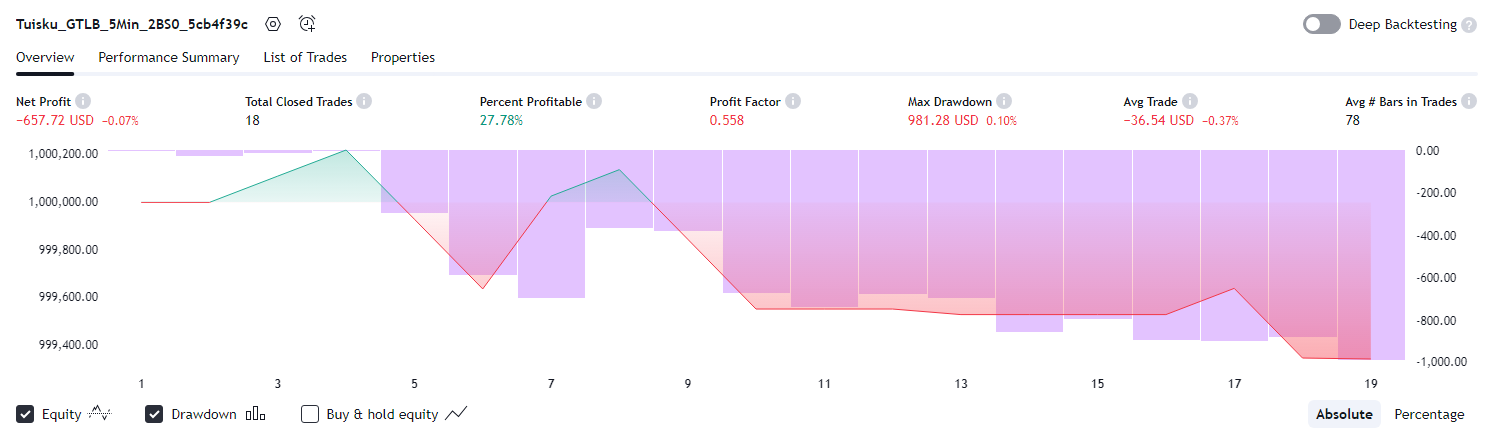 Tuisku_GTLB_5Min_2BS0_5cb4f39c
Deep Backtesting ?
Overview Performance Summary List of Trades Properties
Net Profit i Total Closed Trades i Percent Profitable i Profit Factor i Max Drawdown i Avg Trade i Avg # Bars in Trades i
−657.72 USD −0.07% 18 27.78% 0.558 981.28 USD 0.10% −36.54 USD −0.37% 78
1,000,200.00 0.00
1,000,000.00 -200.00
999,800.00 -400.00
999,600.00 -600.00
999,400.00 -800.00
-1,000.00
1 3 5 7 9 11 13 15 17 19
Equity Drawdown Buy & hold equity Absolute Percentage